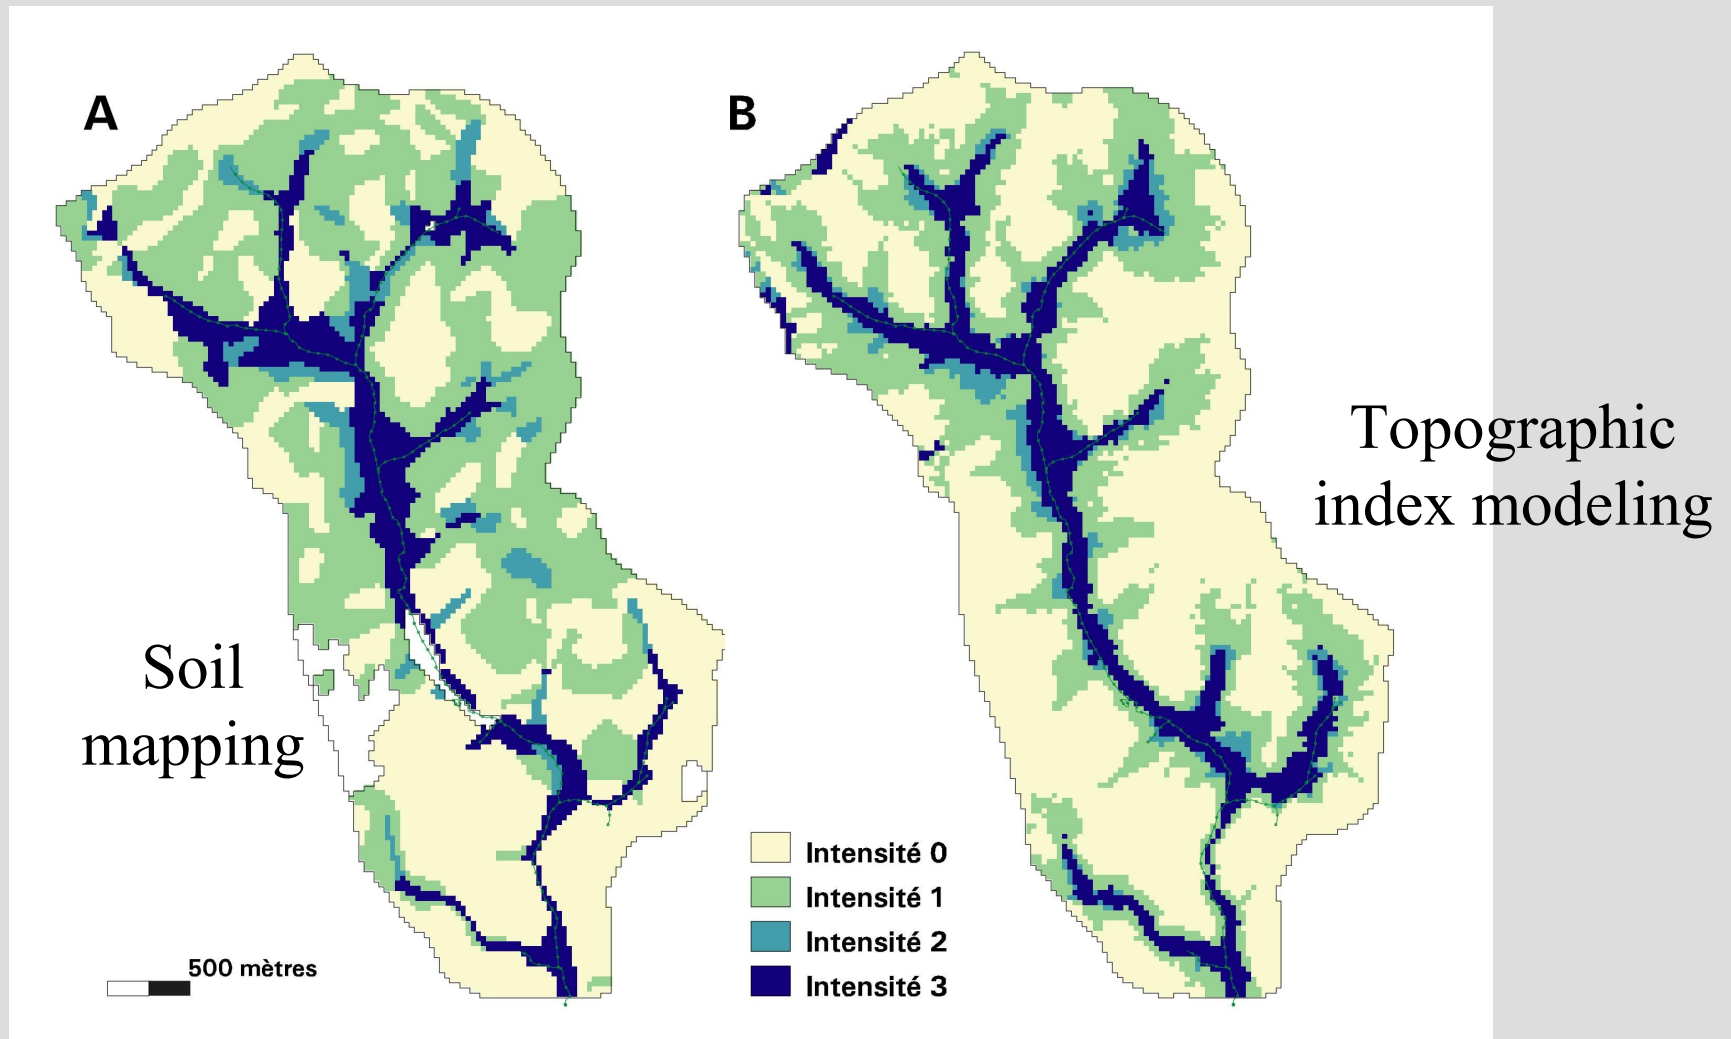 A
B
Topographic
index modeling
Soil
mapping
Intensité 0
Intensité 1
Intensité 2
Intensité 3
500 mètres